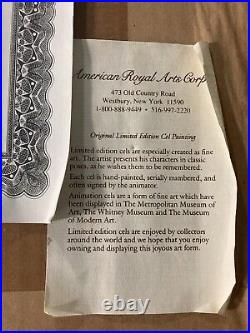 American Royal Arts Corp
473 Old Country Road
Westbury, New York 11590
1-800-888-9449 • 516-997-2220
Original Limited Edition Cel Painting
Limited edition cels are especially created as fine
art. The artist presents his characters in classic
poses, as he wishes them to be remembered.
Each cel is hand-painted, serially numbered, and
often signed by the animator.
Animation cels are a form of fine art which have
been displayed in The Metropolitan Museum of
Art, The Whitney Museum and The Museum
of Modern Art.
Limited edition cels are enjoyed by collectors
around the world and we hope that you enjoy
owning and displaying this joyous art form.